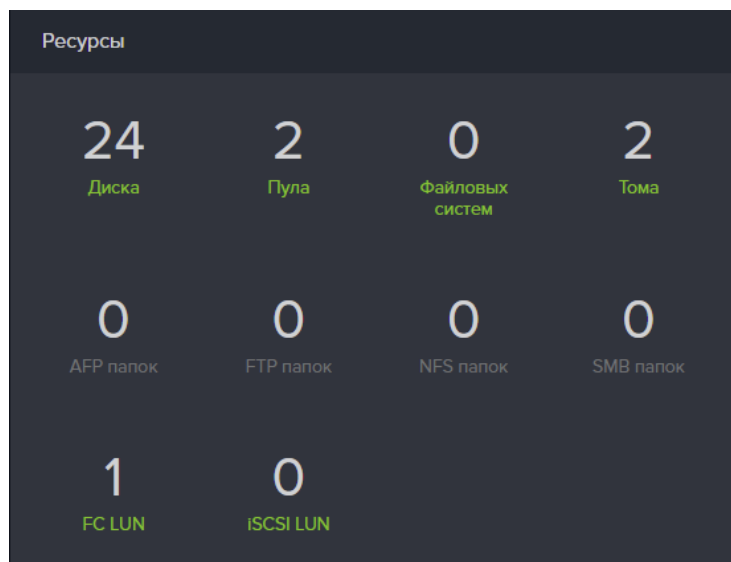 Ресурсы
24 2 0 2
Диска Пула Файловых Тома
систем
0 0 0 0
AFP папок FTP папок NFS папок SMB папок
1 0
FC LUN iSCSI LUN